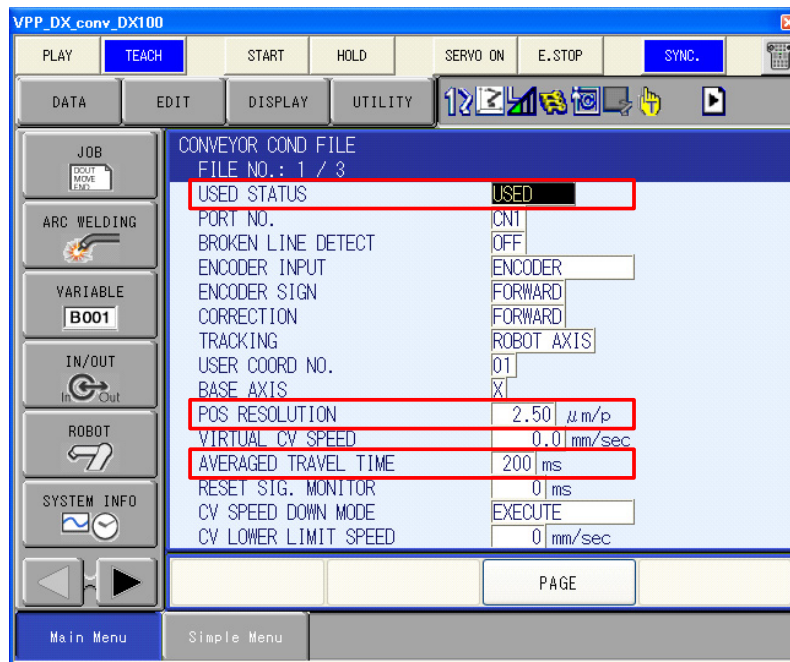 VPP_DX_conv_DX100
PLAY TEACH START HOLD SERVO ON E.STOP SYNC.
DATA EDIT DISPLAY UTILITY
JOB
DOUT
MOVE
END
ARC WELDING
VARIABLE
B001
IN/OUT
In Out
ROBOT
SYSTEM INFO
CONVEYOR COND FILE
FILE NO.: 1 / 3
USED STATUS USED
PORT NO. CN1
BROKEN LINE DETECT OFF
ENCODER INPUT ENCODER
ENCODER SIGN FORWARD
CORRECTION FORWARD
TRACKING ROBOT AXIS
USER COORD NO. 01
BASE AXIS X
POS RESOLUTION 2.50 μm/p
VIRTUAL CV SPEED 0.0 mm/sec
AVERAGED TRAVEL TIME 200 ms
RESET SIG. MONITOR 0 ms
CV SPEED DOWN MODE EXECUTE
CV LOWER LIMIT SPEED 0 mm/sec
PAGE
Main Menu Simple Menu